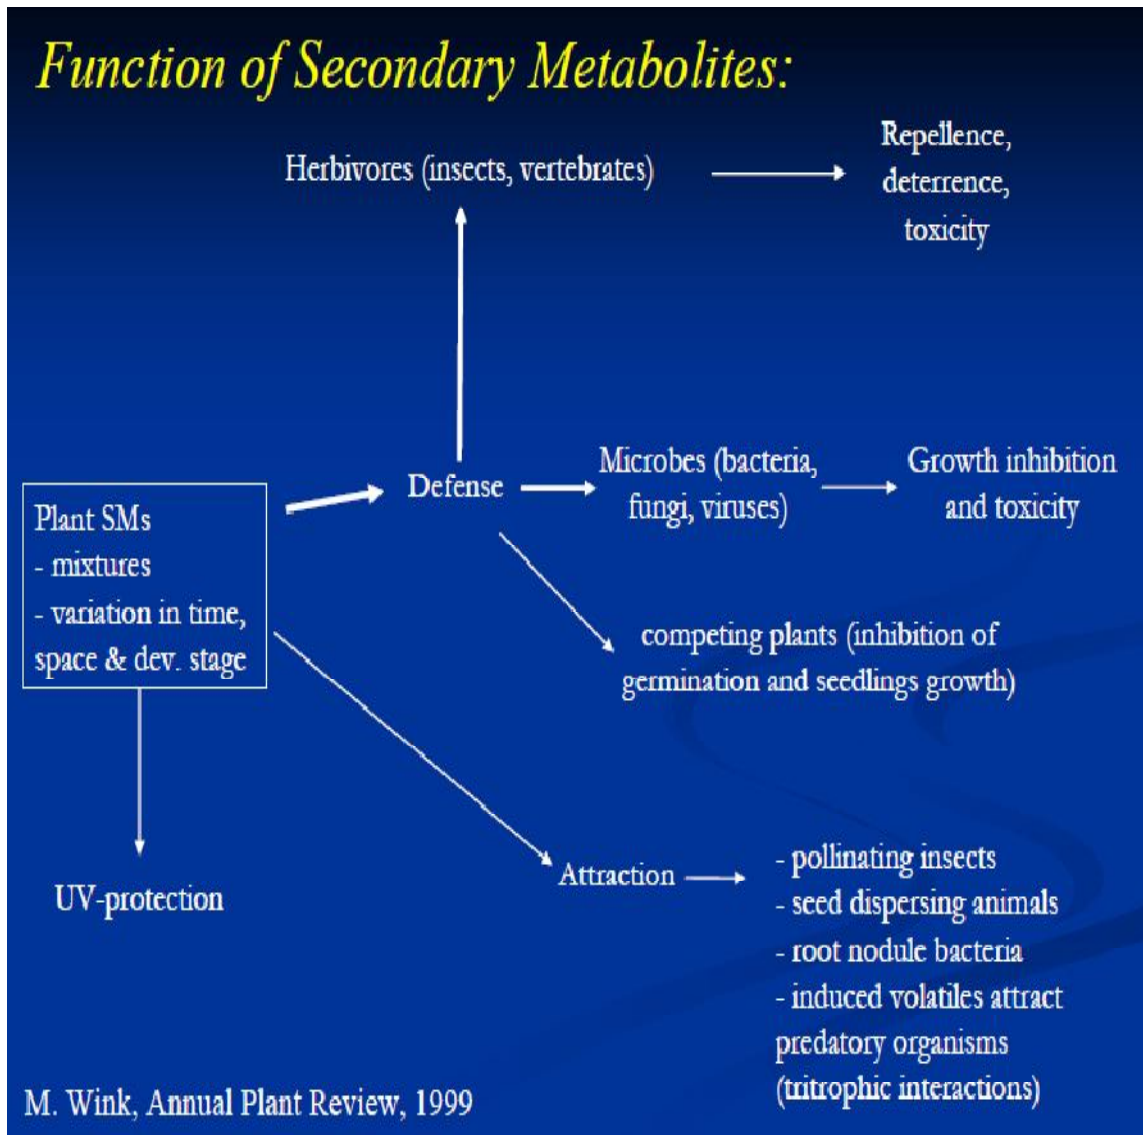 Function of Secondary Metabolites:
Herbivores (insects, vertebrates)
Repellence,
deterrence,
toxicity
Defense
Microbes (bacteria,
fungi, viruses)
Growth inhibition
and toxicity
Plant SMs
- mixtures
- variation in time,
space & dev. stage
competing plants (inhibition of
germination and seedlings growth)
UV-protection
Attraction
- pollinating insects
- seed dispersing animals
- root nodule bacteria
- induced volatiles attract
predatory organisms
(tritrophic interactions)
M. Wink, Annual Plant Review, 1999